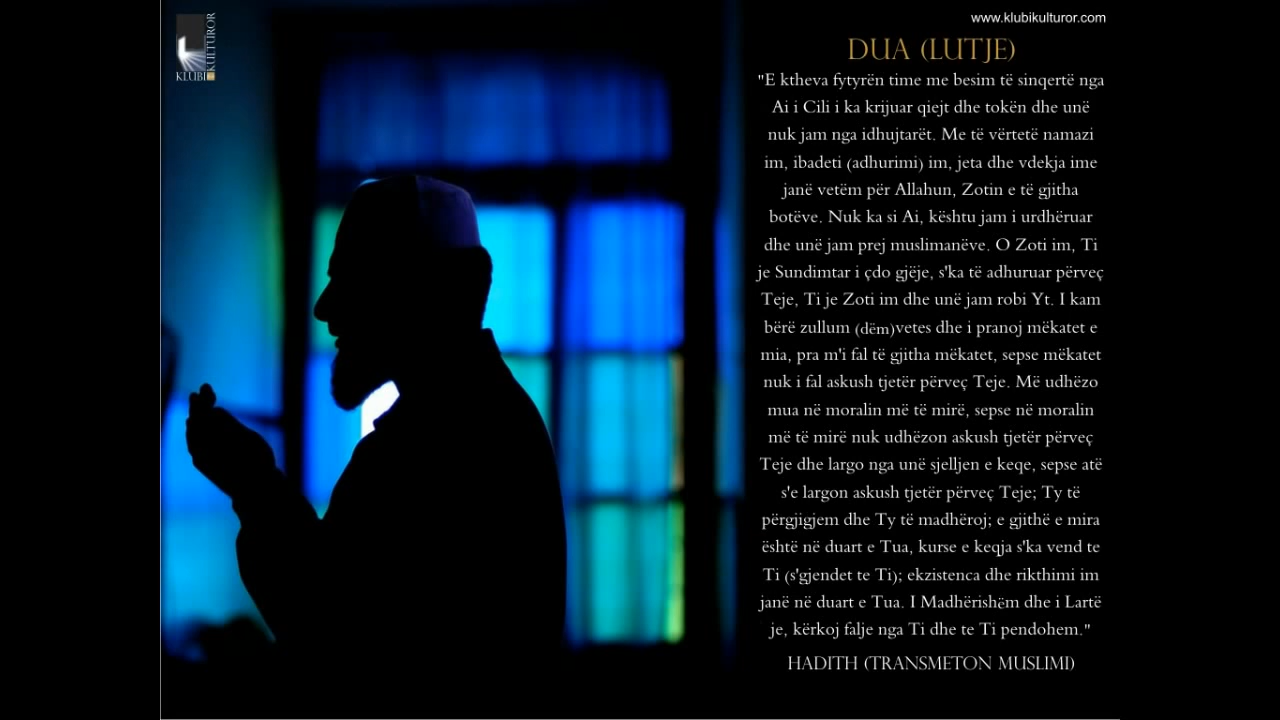 www.klubikulturor.com
KLUBI KULTUROR
DUA (LUTJE)
"E ktheva fytyrën time me besim të sinqertë nga
Ai i Cili i ka krijuar qiejt dhe tokën dhe unë
nuk jam nga idhujtarët. Me të vërtetë namazi
im, ibadeti (adhurimi) im, jeta dhe vdekja ime
janë vetëm për Allahun, Zotin e të gjitha
botëve. Nuk ka si Ai, kështu jam i urdhëruar
dhe unë jam prej muslimanëve. O Zoti im, Ti
je Sundimtar i çdo gjëje, s'ka të adhuruar përveç
Teje, Ti je Zoti im dhe unë jam robi Yt. I kam
bërë zullum (dëm)vetes dhe i pranoj mëkatet e
mia, pra m'i fal të gjitha mëkatet, sepse mëkatet
nuk i fal askush tjetër përveç Teje. Më udhëzo
mua në moralin më të mirë, sepse në moralin
më të mirë nuk udhëzon askush tjetër përveç
Teje dhe largo nga unë sjelljen e keqe, sepse atë
s'e largon askush tjetër përveç Teje; Ty të
përgjigjem dhe Ty të madhëroj; e gjithë e mira
është në duart e Tua, kurse e keqja s'ka vend te
Ti (s'gjendet te Ti); ekzistenca dhe rikthimi im
janë në duart e Tua. I Madhërishëm dhe i Lartë
je, kërkoj falje nga Ti dhe te Ti pendohem."
HADITH (TRANSMETON MUSLIMI)